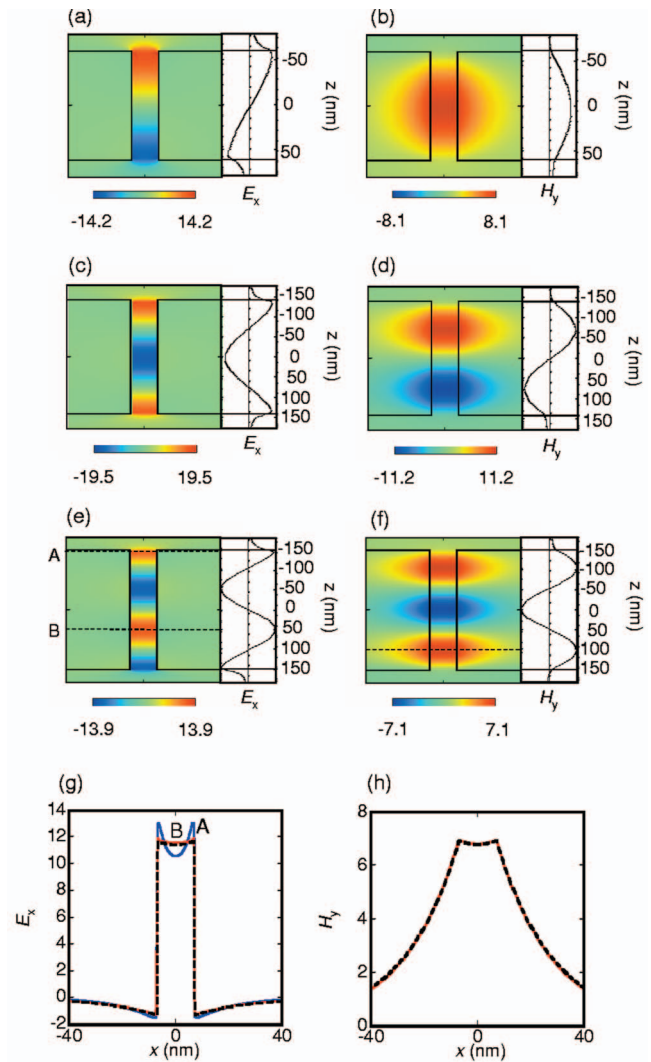 (a)
(b)
-50
0
50
z (nm)
-50
0
50
z (nm)
Ex
Hy
-14.2 14.2
-8.1 8.1
(c)
(d)
-150
-100
-50
0
50
100
150
z (nm)
-150
-100
-50
0
50
100
150
z (nm)
Ex
Hy
-19.5 19.5
-11.2 11.2
(e)
(f)
A
B
-150
-100
-50
0
50
100
150
z (nm)
-150
-100
-50
0
50
100
150
z (nm)
Ex
Hy
-13.9 13.9
-7.1 7.1
(g)
(h)
14
12
10
8
6
4
2
0
-2
Ex
B A
-40 0 40
x (nm)
8
6
4
2
0
Hy
-40 0 40
x (nm)